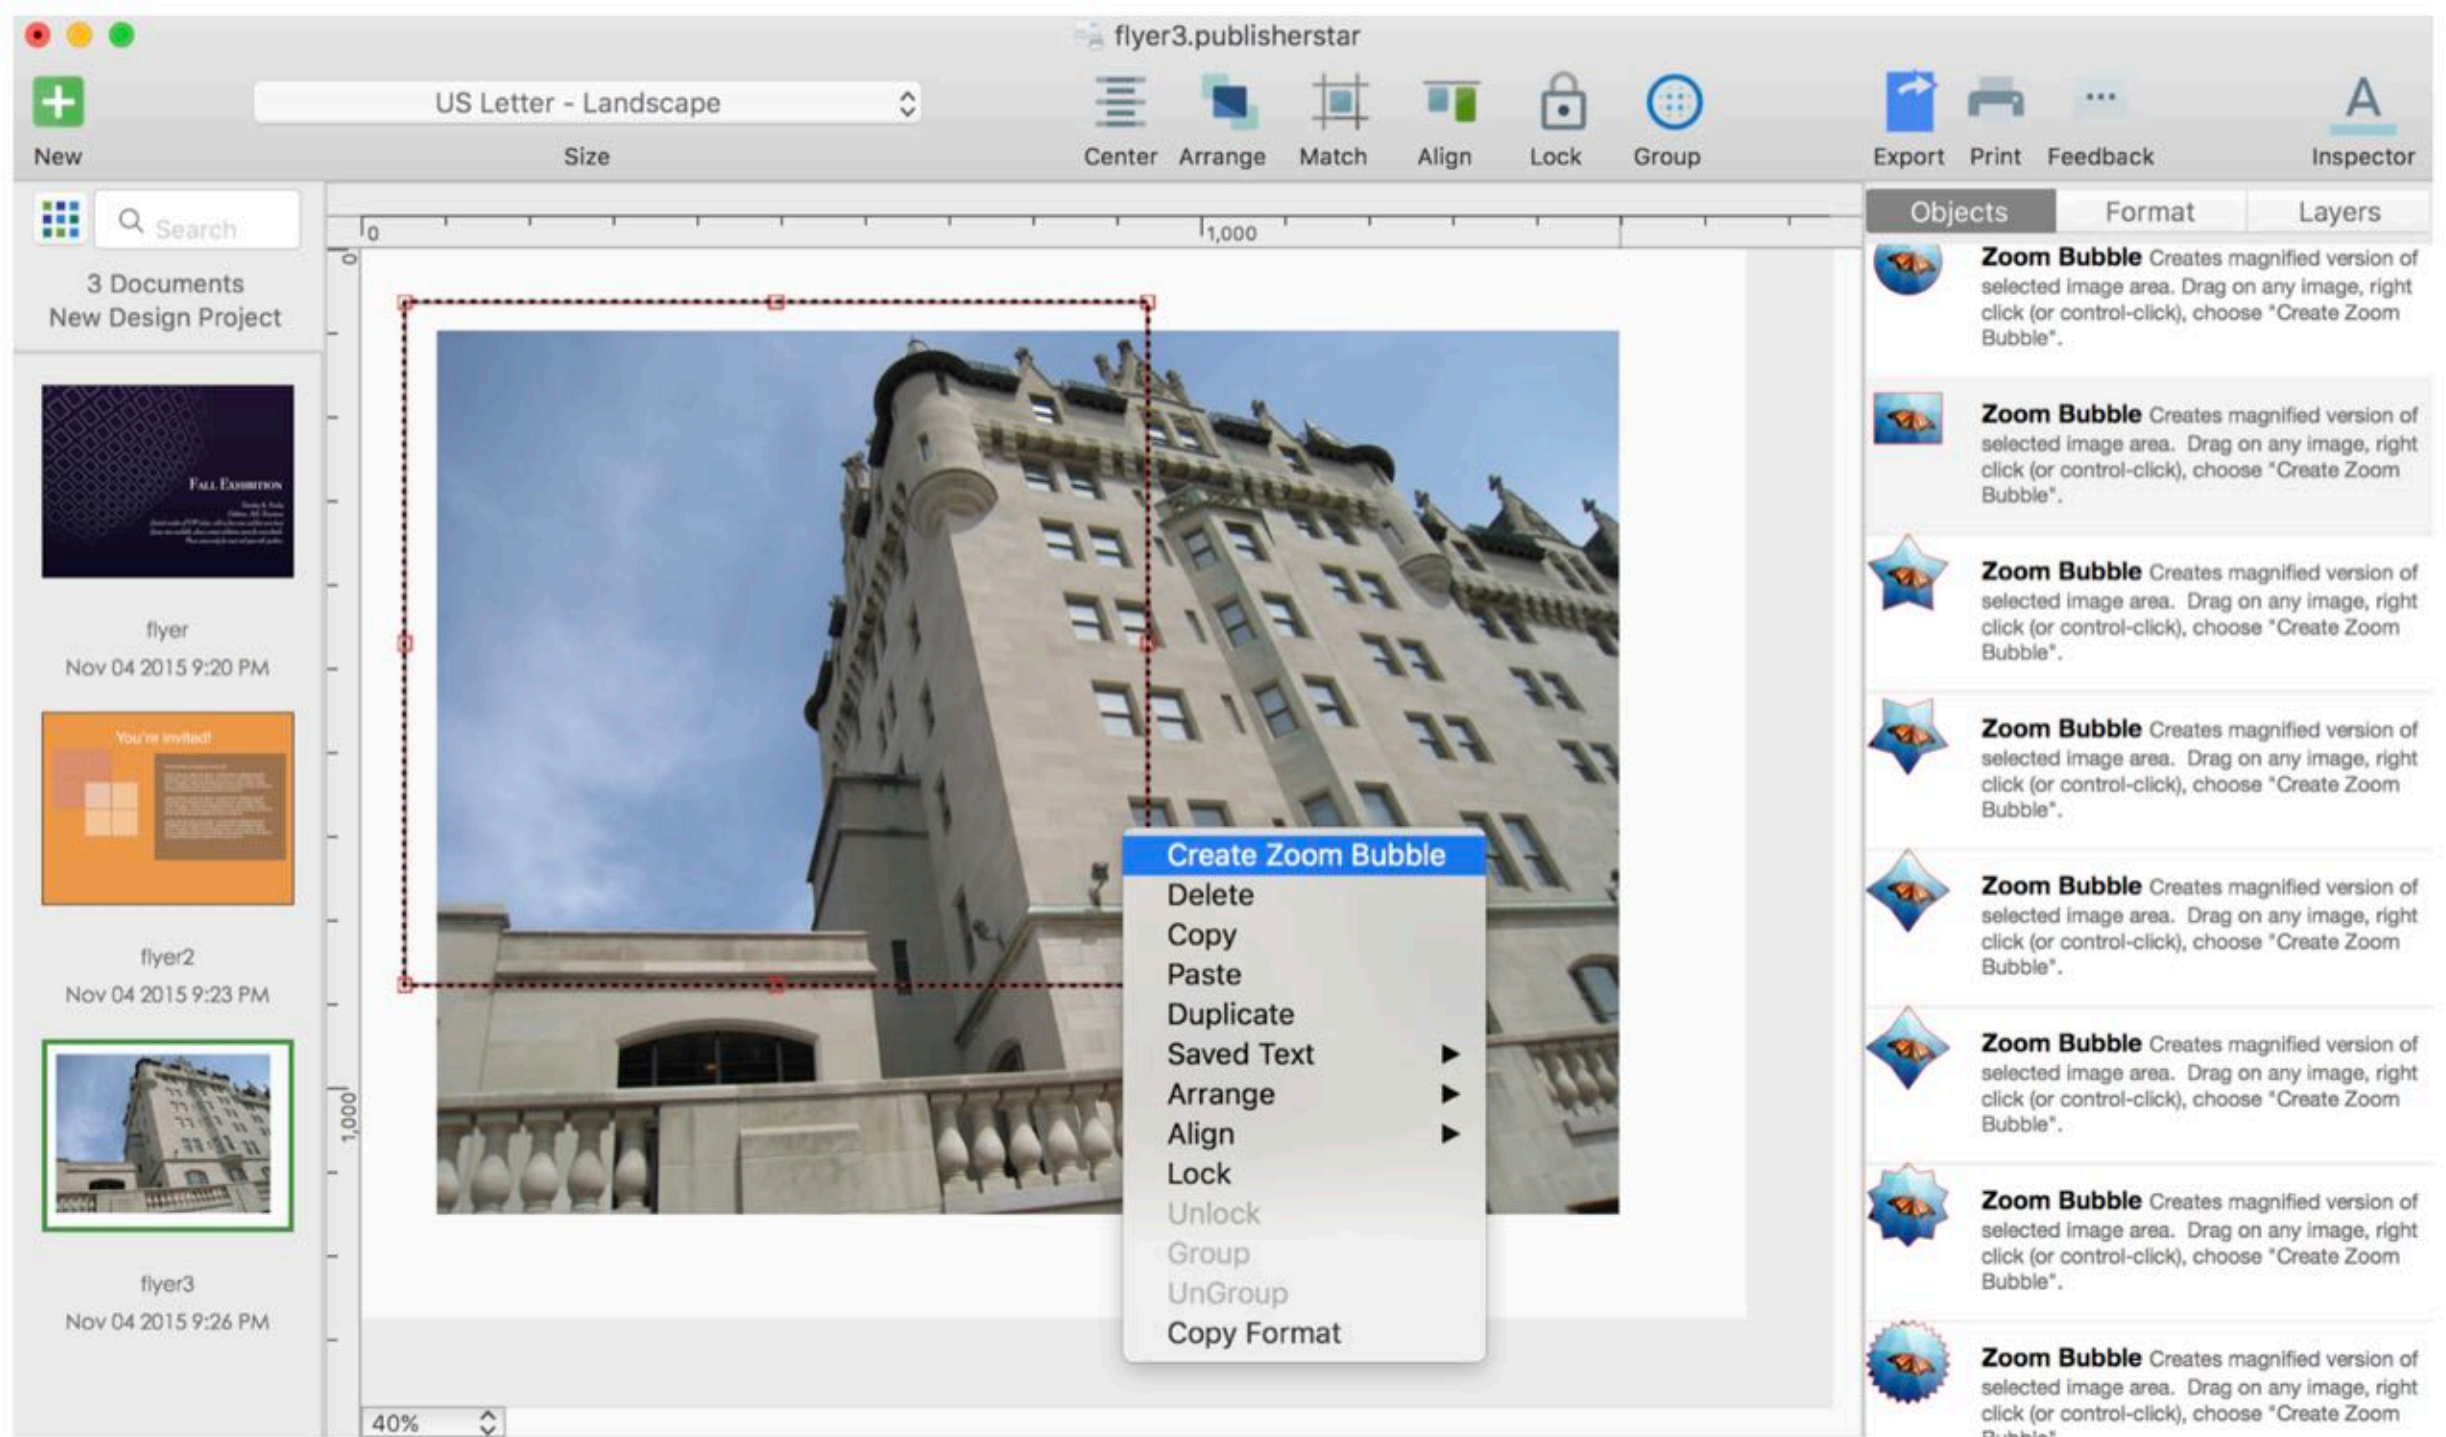 flyer3.publisherstar
New
US Letter - Landscape
Size
Center
Arrange
Match
Align
Lock
Group
Export
Print
Feedback
Inspector
Search
3 Documents
New Design Project
FALL EXHIBITION
flyer
Nov 04 2015 9:20 PM
You're invited!
flyer2
Nov 04 2015 9:23 PM
flyer3
Nov 04 2015 9:26 PM
0
1,000
0
1,000
Create Zoom Bubble
Delete
Copy
Paste
Duplicate
Saved Text
Arrange
Align
Lock
Unlock
Group
UnGroup
Copy Format
40%
Objects
Format
Layers
Zoom Bubble Creates magnified version of
selected image area. Drag on any image, right
click (or control-click), choose "Create Zoom
Bubble".
Zoom Bubble Creates magnified version of
selected image area. Drag on any image, right
click (or control-click), choose "Create Zoom
Bubble".
Zoom Bubble Creates magnified version of
selected image area. Drag on any image, right
click (or control-click), choose "Create Zoom
Bubble".
Zoom Bubble Creates magnified version of
selected image area. Drag on any image, right
click (or control-click), choose "Create Zoom
Bubble".
Zoom Bubble Creates magnified version of
selected image area. Drag on any image, right
click (or control-click), choose "Create Zoom
Bubble".
Zoom Bubble Creates magnified version of
selected image area. Drag on any image, right
click (or control-click), choose "Create Zoom
Bubble".
Zoom Bubble Creates magnified version of
selected image area. Drag on any image, right
click (or control-click), choose "Create Zoom
Bubble".
Zoom Bubble Creates magnified version of
selected image area. Drag on any image, right
click (or control-click), choose "Create Zoom